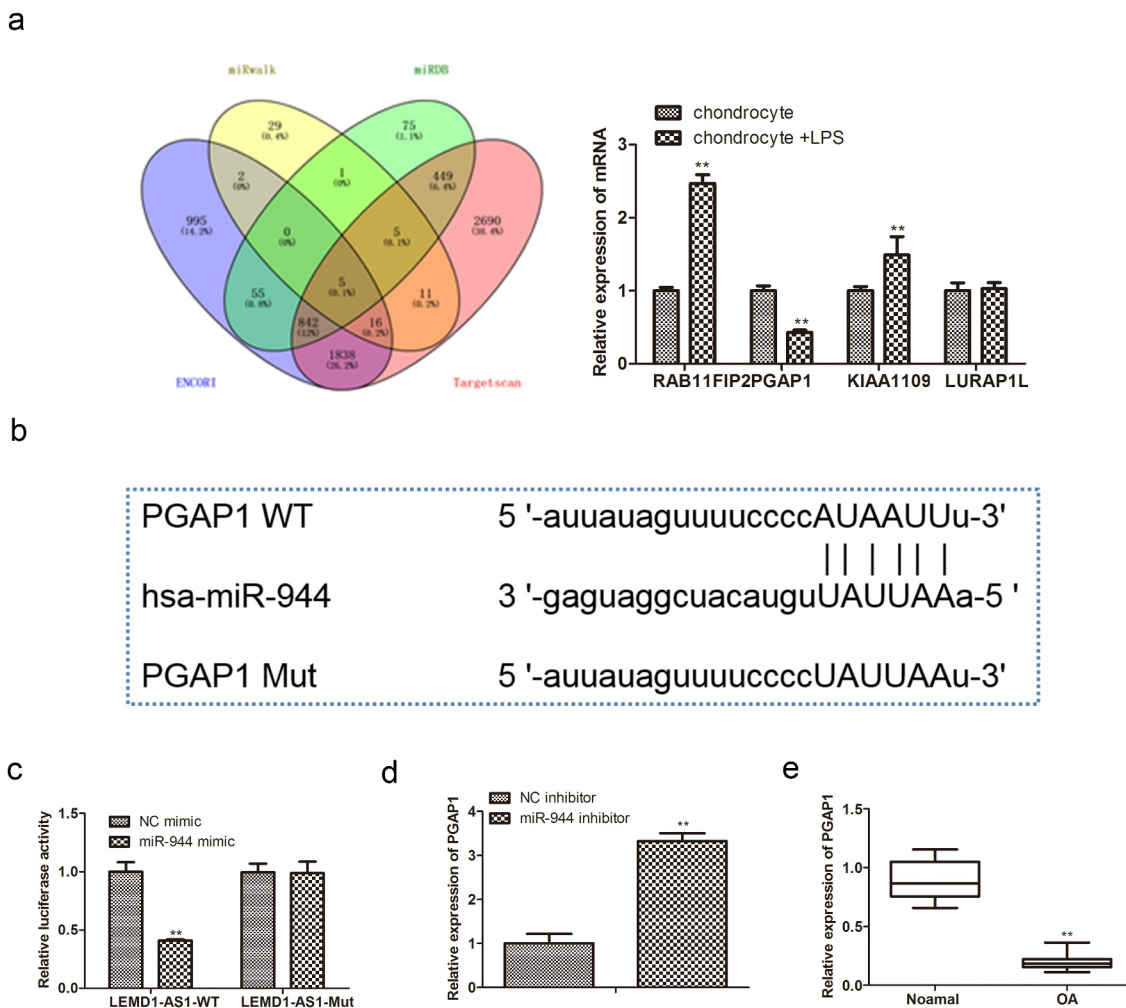 a
miRwalk
miRDB
29
(0.4%)
75
(1.1%)
2
(0%)
1
(0%)
449
(6.4%)
995
(14.2%)
0
(0%)
5
(0.1%)
2690
(38.4%)
55
(0.8%)
5
(0.1%)
11
(0.2%)
842
(12%)
16
(0.2%)
1838
(26.2%)
ENCORI
Targetscan
chondrocyte
chondrocyte +LPS
Relative expression of mRNA
3
2
1
0
**
**
**
RAB11FIP2PGAP1 KIAA1109 LURAP1L
b
PGAP1 WT 5 '-auuauaguuuuccccAUAAUUu-3'
hsa-miR-944 3 '-gaguaggcuacauguUAUUAAa-5 '
PGAP1 Mut 5 '-auuauaguuuuccccUAUUAAu-3'
c
Relative luciferase activity
1.5
1.0
0.5
0.0
NC mimic
miR-944 mimic
**
LEMD1-AS1-WT LEMD1-AS1-Mut
d
Relative expression of PGAP1
4
3
2
1
0
NC inhibitor
miR-944 inhibitor
**
e
Relative expression of PGAP1
1.5
1.0
0.5
0.0
**
Noamal OA